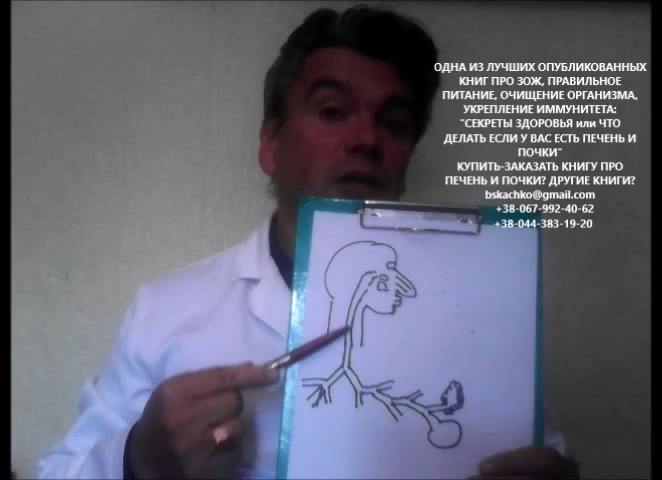 ОДНА ИЗ ЛУЧШИХ ОПУБЛИКОВАННЫХ
КНИГ ПРО ЗОЖ, ПРАВИЛЬНОЕ
ПИТАНИЕ, ОЧИЩЕНИЕ ОРГАНИЗМА,
УКРЕПЛЕНИЕ ИММУНИТЕТА:
"СЕКРЕТЫ ЗДОРОВЬЯ или ЧТО
ДЕЛАТЬ ЕСЛИ У ВАС ЕСТЬ ПЕЧЕНЬ И
ПОЧКИ"
КУПИТЬ-ЗАКАЗАТЬ КНИГУ ПРО
ПЕЧЕНЬ И ПОЧКИ? ДРУГИЕ КНИГИ?
bskachko@gmail.com
+38-067-992-40-62
+38-044-383-19-20